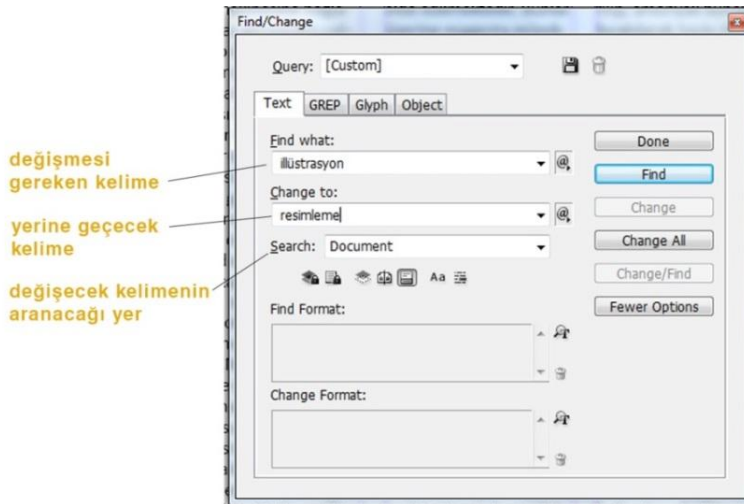 Find/Change
Query: [Custom]
Text GREP Glyph Object
değişmesi
gereken kelime
Find what:
illüstrasyon
Done
Find
yerine geçecek
kelime
Change to:
resimleme
Change
Search: Document
Change All
değişecek kelimenin
aranacağı yer
Aa
Change/Find
Find Format:
Fewer Options
Change Format: